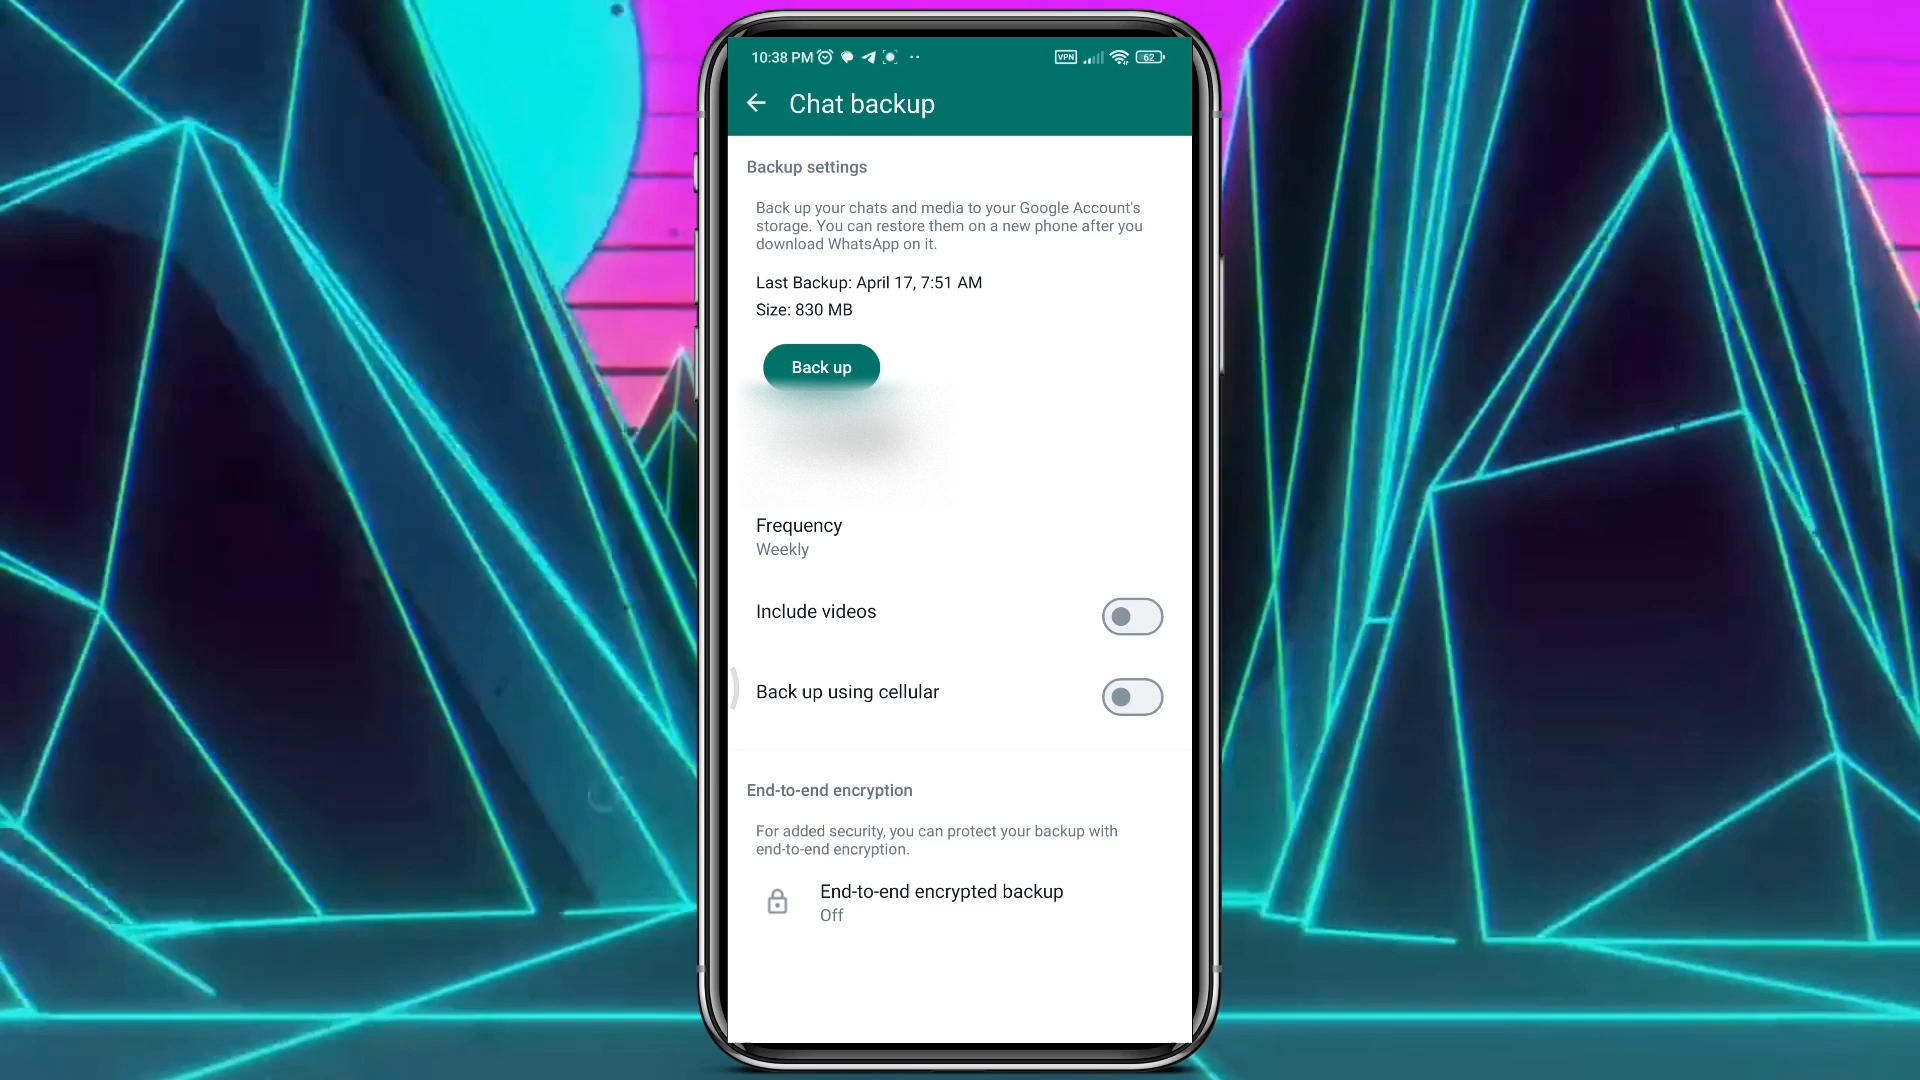 10:38 PM
VPN
62
Chat backup
Backup settings
Back up your chats and media to your Google Account's
storage. You can restore them on a new phone after you
download WhatsApp on it.
Last Backup: April 17, 7:51 AM
Size: 830 MB
Back up
Frequency
Weekly
Include videos
Back up using cellular
End-to-end encryption
For added security, you can protect your backup with
end-to-end encryption.
End-to-end encrypted backup
Off